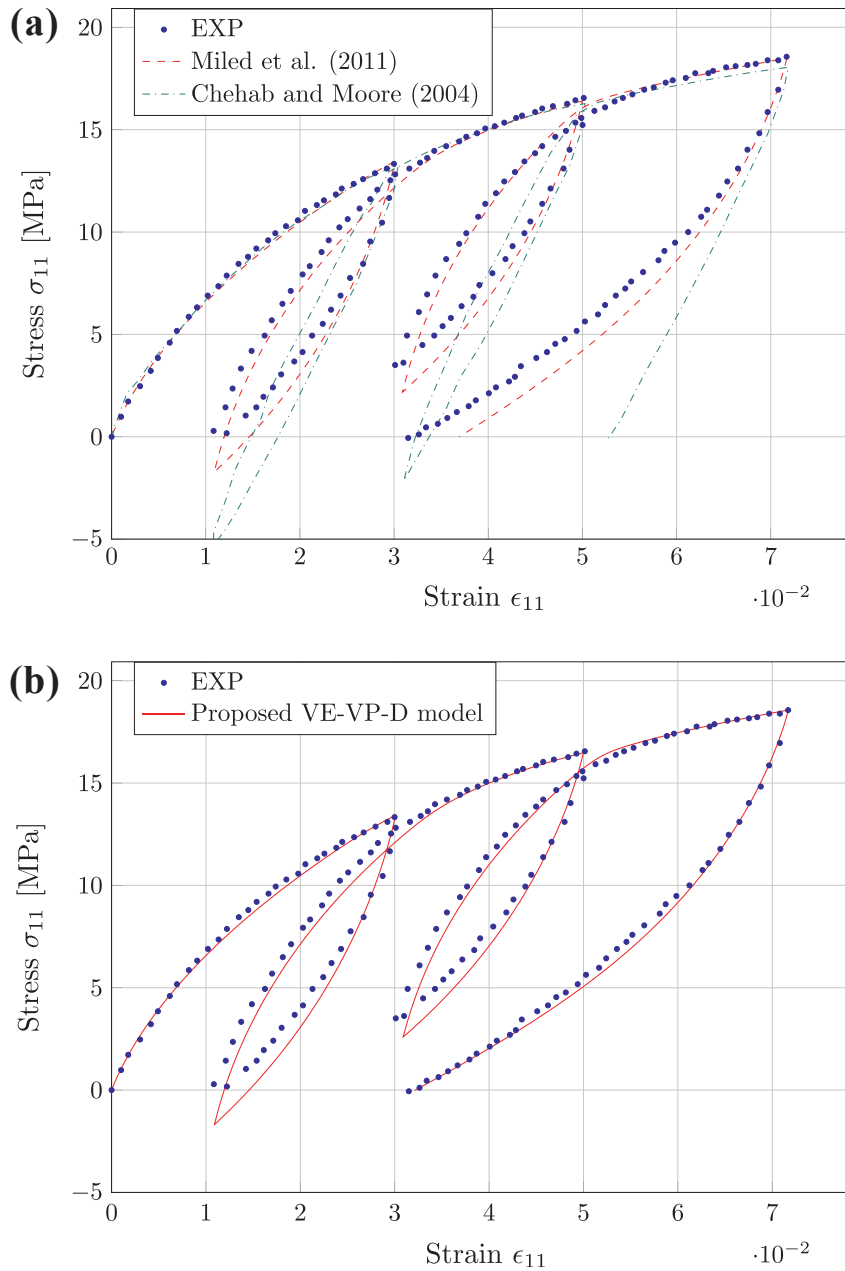 (a)
EXP
Miled et al. (2011)
Chehab and Moore (2004)
20
15
10
5
0
−5
Stress σ11 [MPa]
0 1 2 3 4 5 6 7
Strain ϵ11
·10−2
(b)
EXP
Proposed VE-VP-D model
20
15
10
5
0
−5
Stress σ11 [MPa]
0 1 2 3 4 5 6 7
Strain ϵ11
·10−2